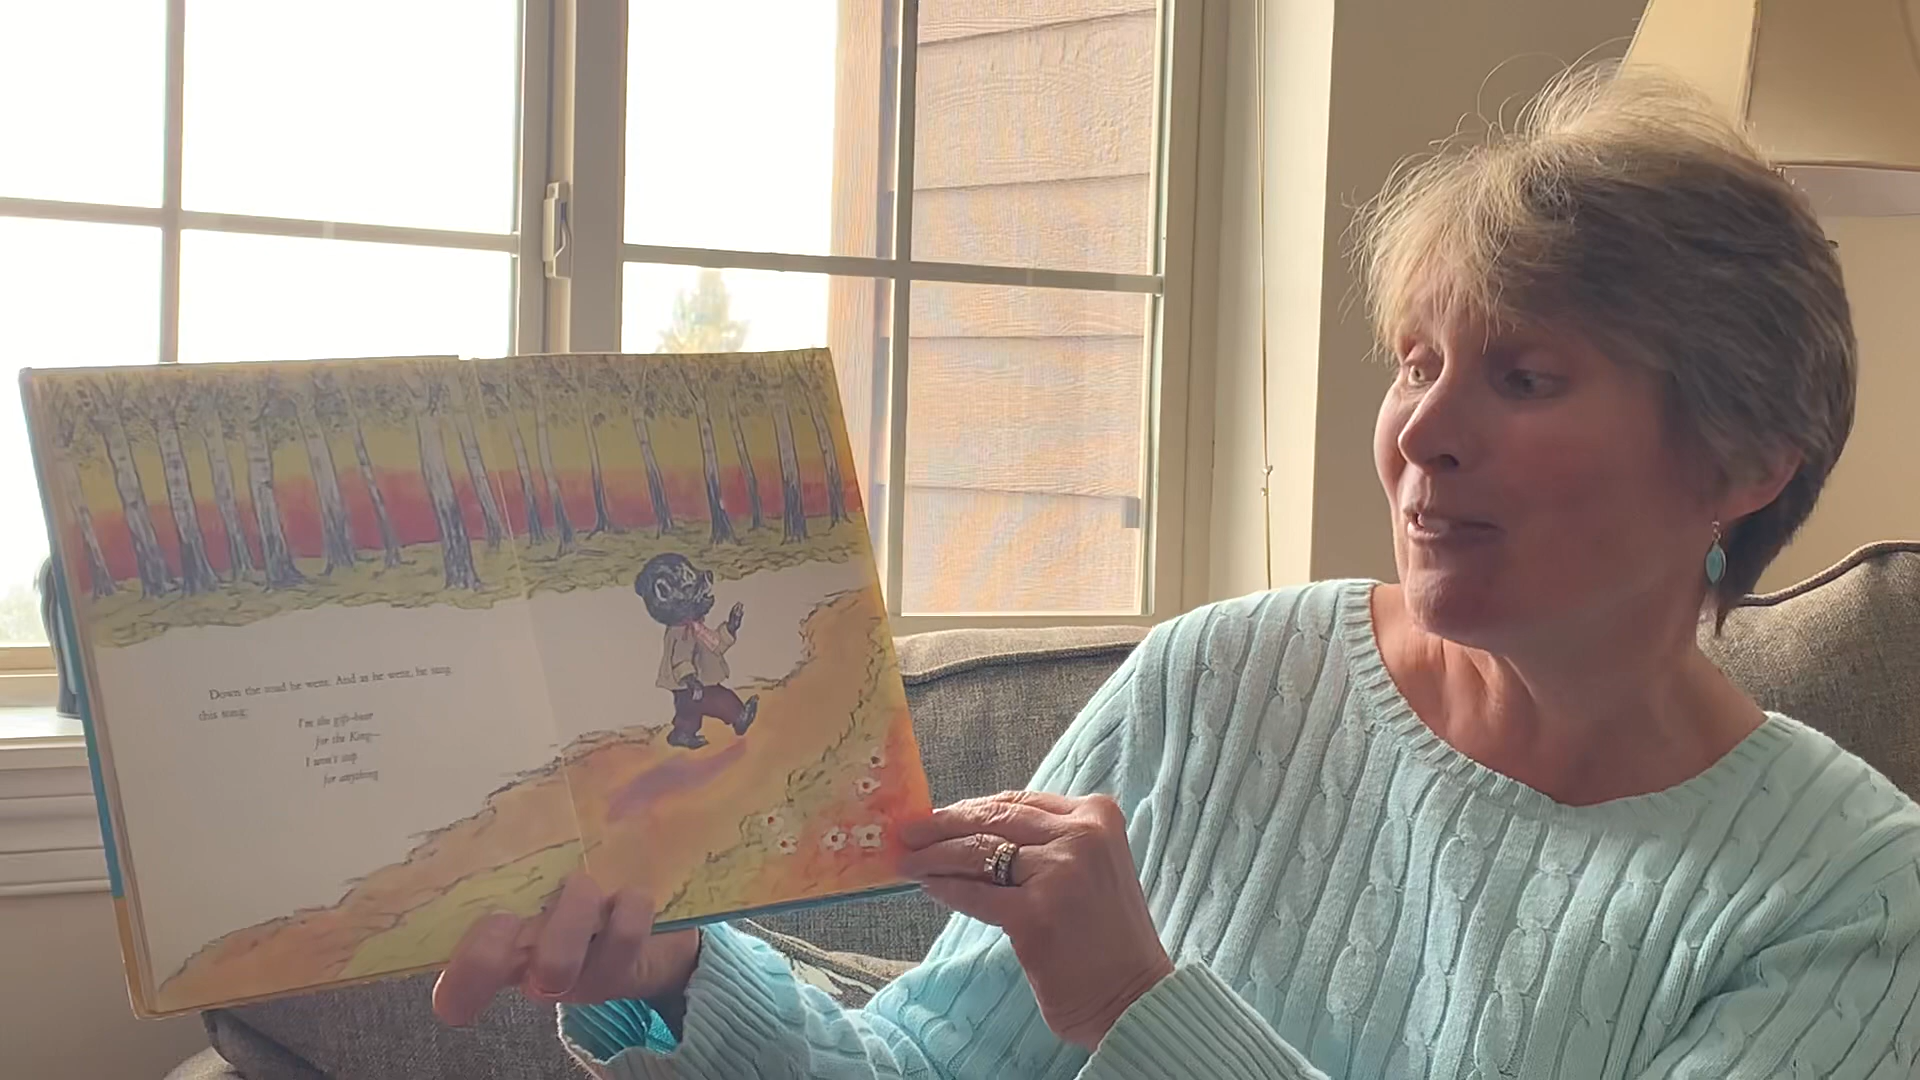 Down the road he went. And as he went, he sang
this song:
I'm the gift-bear
for the King—
I won't stop
for anything